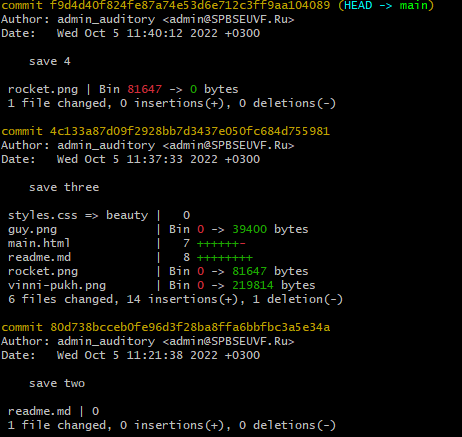 commit f9d4d40f824fe87a74e53d6e712c3ff9aa104089 (HEAD -> main)
Author: admin_auditory <admin@SPBSEUVF.Ru>
Date:   Wed Oct 5 11:40:12 2022 +0300

    save 4

 rocket.png | Bin 81647 -> 0 bytes
 1 file changed, 0 insertions(+), 0 deletions(-)

commit 4c133a87d09f2928bb7d3437e050fc684d755981
Author: admin_auditory <admin@SPBSEUVF.Ru>
Date:   Wed Oct 5 11:37:33 2022 +0300

    save three

 styles.css => beauty |   0
 guy.png              | Bin 0 -> 39400 bytes
 main.html            |   7 ++++++-
 readme.md            |   8 ++++++++
 rocket.png           | Bin 0 -> 81647 bytes
 vinni-pukh.png       | Bin 0 -> 219814 bytes
 6 files changed, 14 insertions(+), 1 deletion(-)

commit 80d738bcceb0fe96d3f28ba8ffa6bbfbc3a5e34a
Author: admin_auditory <admin@SPBSEUVF.Ru>
Date:   Wed Oct 5 11:21:38 2022 +0300

    save two

 readme.md | 0
 1 file changed, 0 insertions(+), 0 deletions(-)